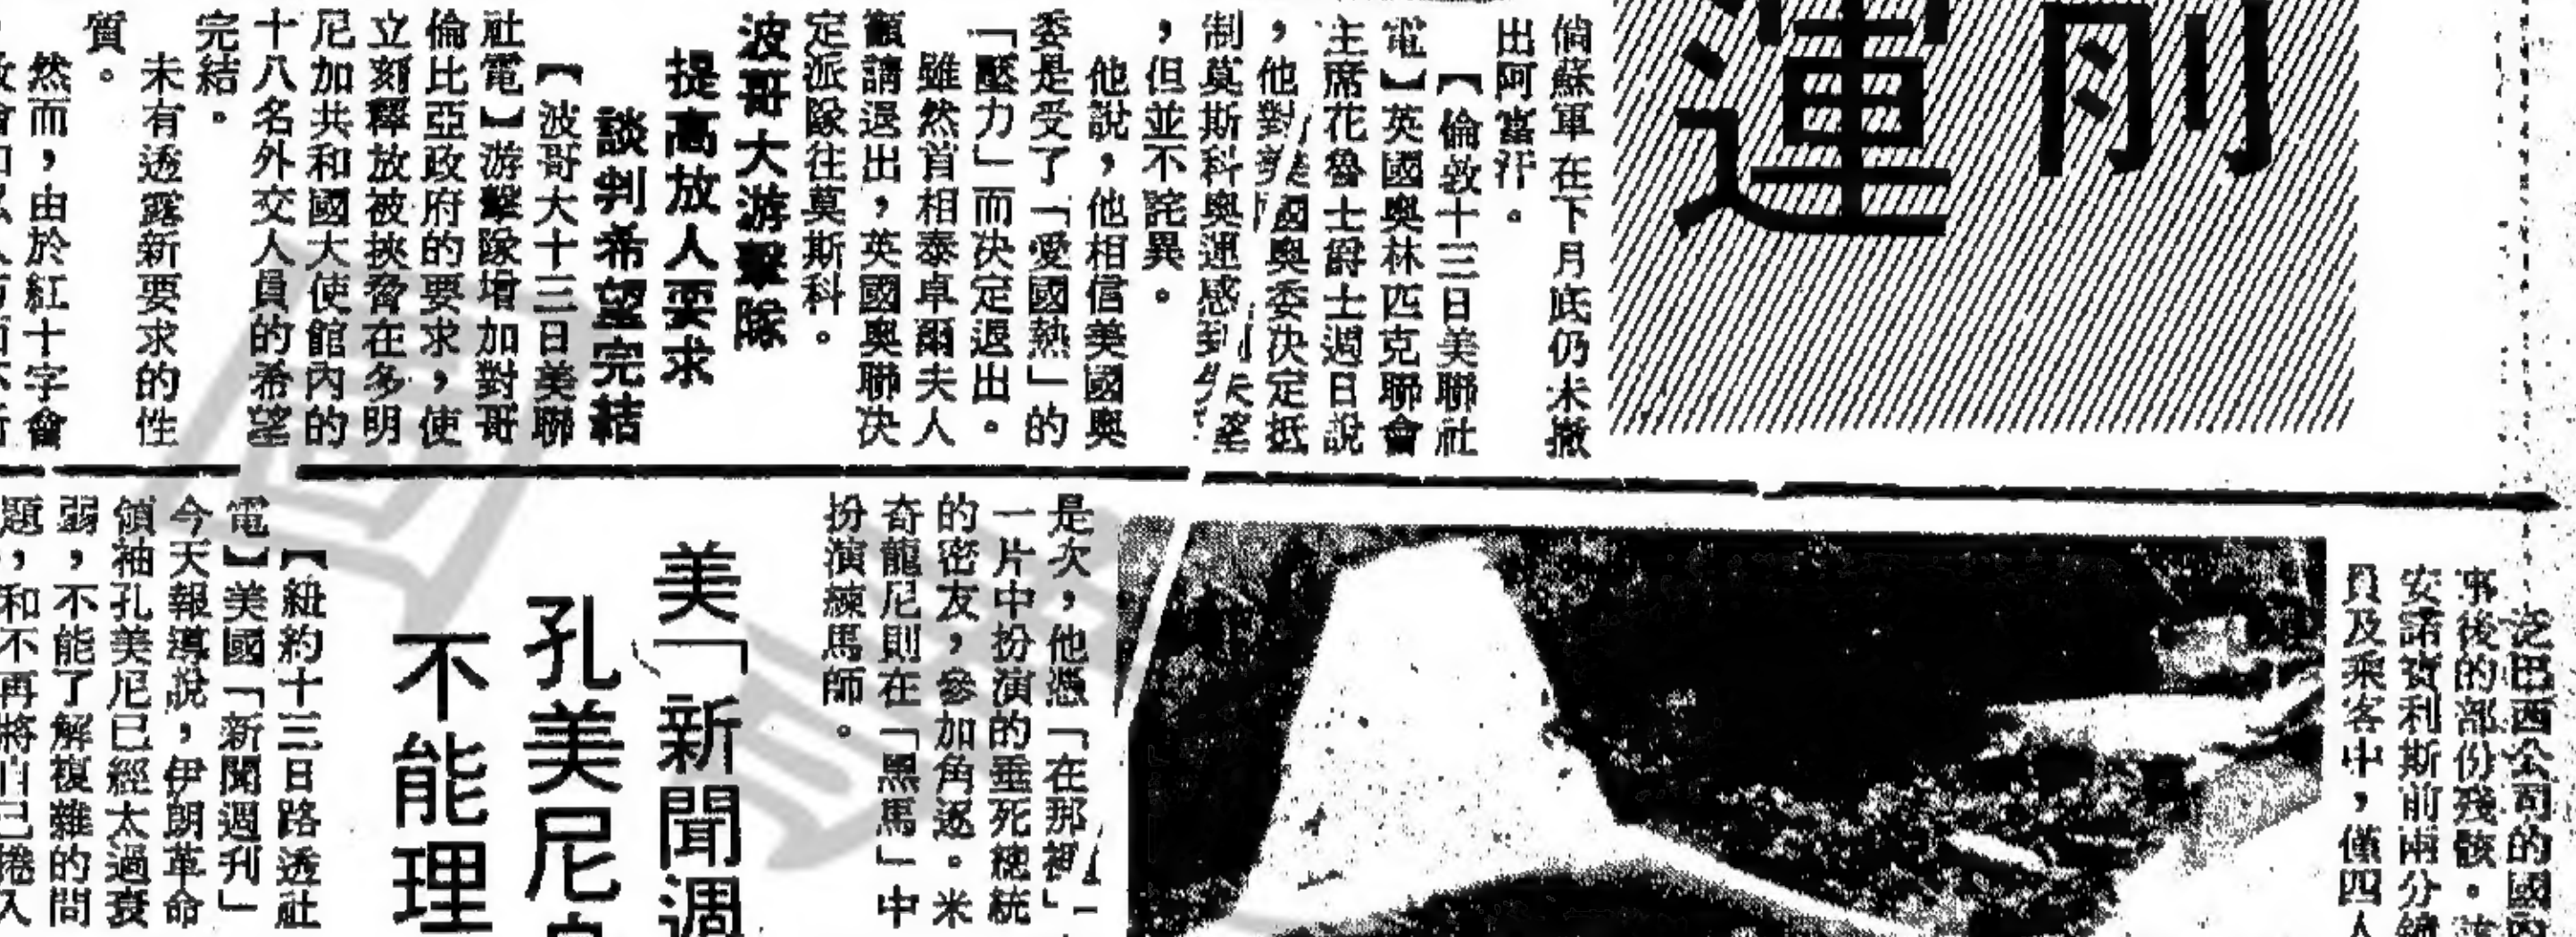 運
倘蘇軍在下月底仍未撤
出阿富汗。
【倫敦十三日美聯社
電】英國奧林匹克聯會
主席花魯士爵士週日說
，他對美國奧委決定抵
制莫斯科奧運感到失望
，但並不詫異。
他說，他相信美國奧
委是受了「愛國熱」的
「壓力」而決定退出。
雖然首相泰卓爾夫人
籲請退出，英國奧聯決
定派隊往莫斯科。
波哥大游擊隊
提高放人要求
談判希望完結
【波哥大十三日美聯
社電】游擊隊增加對哥
倫比亞政府的要求，使
立刻釋放被挾脅在多明
尼加共和國大使館內的
十八名外交人員的希望
完結。
未有透露新要求的性
質。
然而，由於紅十字會
泛巴西公司的國內
事後的部份殘骸。該
安諾賓利斯前兩分鐘
員及乘客中，僅四人
是次，他憑「在那裡」
一片中扮演的垂死總統
的密友，參加角逐。米
奇龍尼則在「黑馬」中
扮演練馬師。
美「新聞週
孔美尼
不能理
【紐約十三日路透社
電】美國「新聞週刊」
今天報導說，伊朗革命
領袖孔美尼已經太過衰
弱，不能了解複雜的問
題，和不再將自己捲入